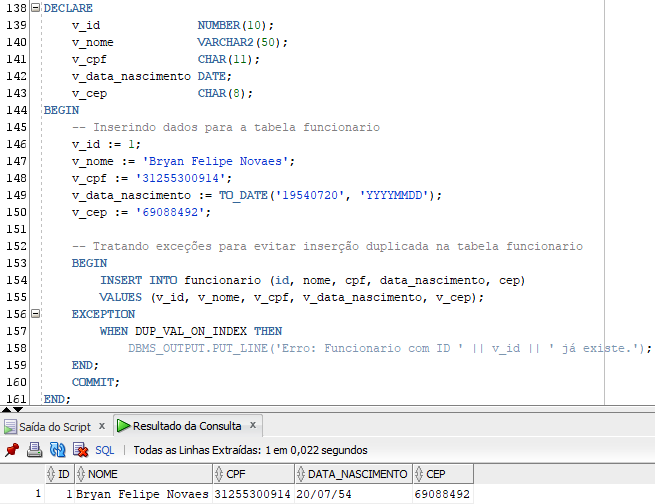 138 DECLARE
139 v_id NUMBER(10);
140 v_nome VARCHAR2(50);
141 v_cpf CHAR(11);
142 v_data_nascimento DATE;
143 v_cep CHAR(8);
144 BEGIN
145 -- Inserindo dados para a tabela funcionario
146 v_id := 1;
147 v_nome := 'Bryan Felipe Novaes';
148 v_cpf := '31255300914';
149 v_data_nascimento := TO_DATE('19540720', 'YYYYMMDD');
150 v_cep := '69088492';
151
152 -- Tratando exceções para evitar inserção duplicada na tabela funcionario
153 BEGIN
154 INSERT INTO funcionario (id, nome, cpf, data_nascimento, cep)
155 VALUES (v_id, v_nome, v_cpf, v_data_nascimento, v_cep);
156 EXCEPTION
157 WHEN DUP_VAL_ON_INDEX THEN
158 DBMS_OUTPUT.PUT_LINE('Erro: Funcionario com ID ' || v_id || ' já existe.');
159 END;
160 COMMIT;
161 END;
Saída do Script x Resultado da Consulta x
SQL | Todas as Linhas Extraídas: 1 em 0,022 segundos
ID NOME CPF DATA_NASCIMENTO CEP
1 1 Bryan Felipe Novaes 31255300914 20/07/54 69088492